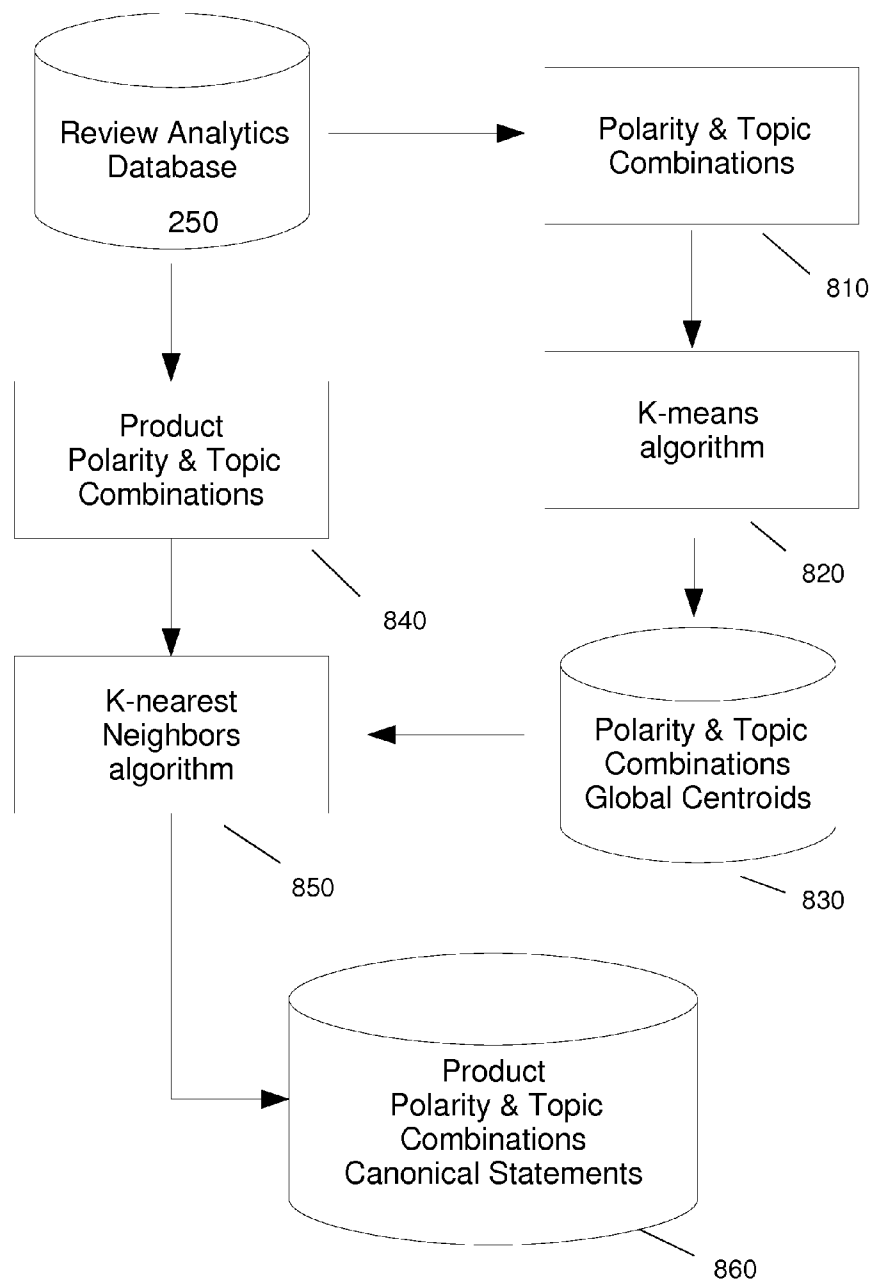 Review Analytics
Database
250
Polarity & Topic
Combinations
810
Product
Polarity & Topic
Combinations
840
K-means
algorithm
820
K-nearest
Neighbors
algorithm
850
Polarity & Topic
Combinations
Global Centroids
830
Product
Polarity & Topic
Combinations
Canonical Statements
860